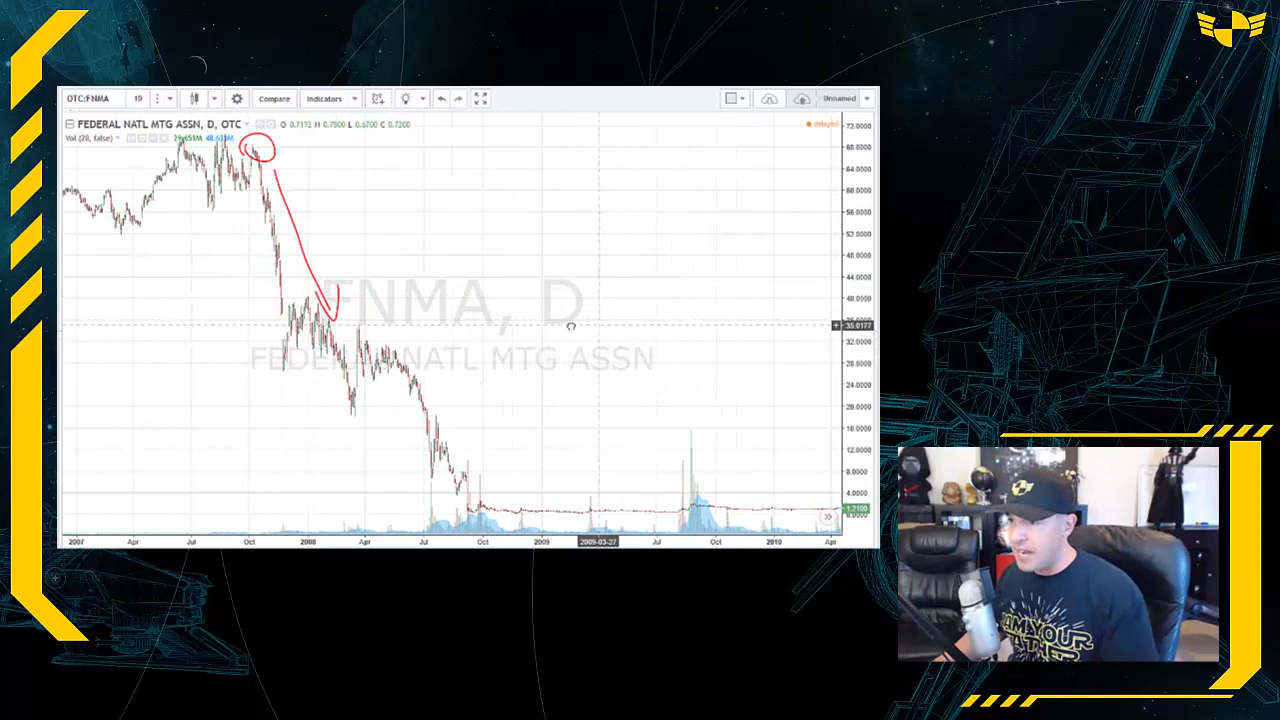 OTC:FNMA 1D Compare Indicators Unnamed
FEDERAL NATL MTG ASSN, D, OTC O 0.7192 H 0.7500 L 0.6700 C 0.7200
delayed
Vol (20, false)
72.0000
68.0000
64.0000
60.0000
56.0000
52.0000
48.0000
44.0000
40.0000
35.0177
32.0000
28.0000
24.0000
20.0000
16.0000
12.0000
8.0000
4.0000
1.2100
FNMA, D
FEDERAL NATL MTG ASSN
2007 Apr Jul Oct 2008 Apr Jul Oct 2009 2009-03-27 Jul Oct 2010 Apr
AM YOUR